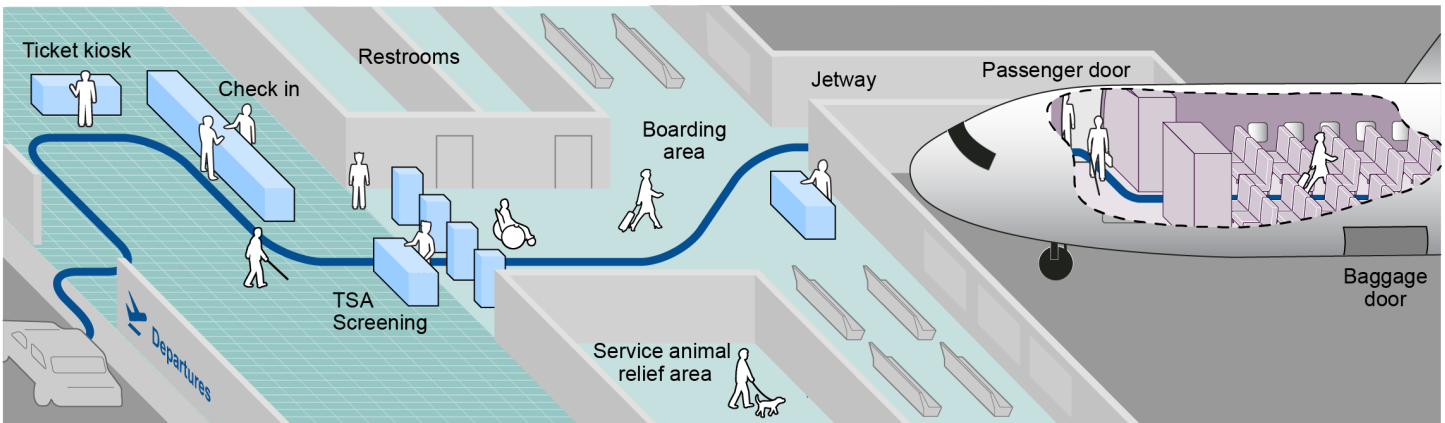 Ticket kiosk
Check in
Restrooms
Boarding
area
Jetway
Passenger door
Baggage
door
TSA
Screening
Service animal
relief area
Departures